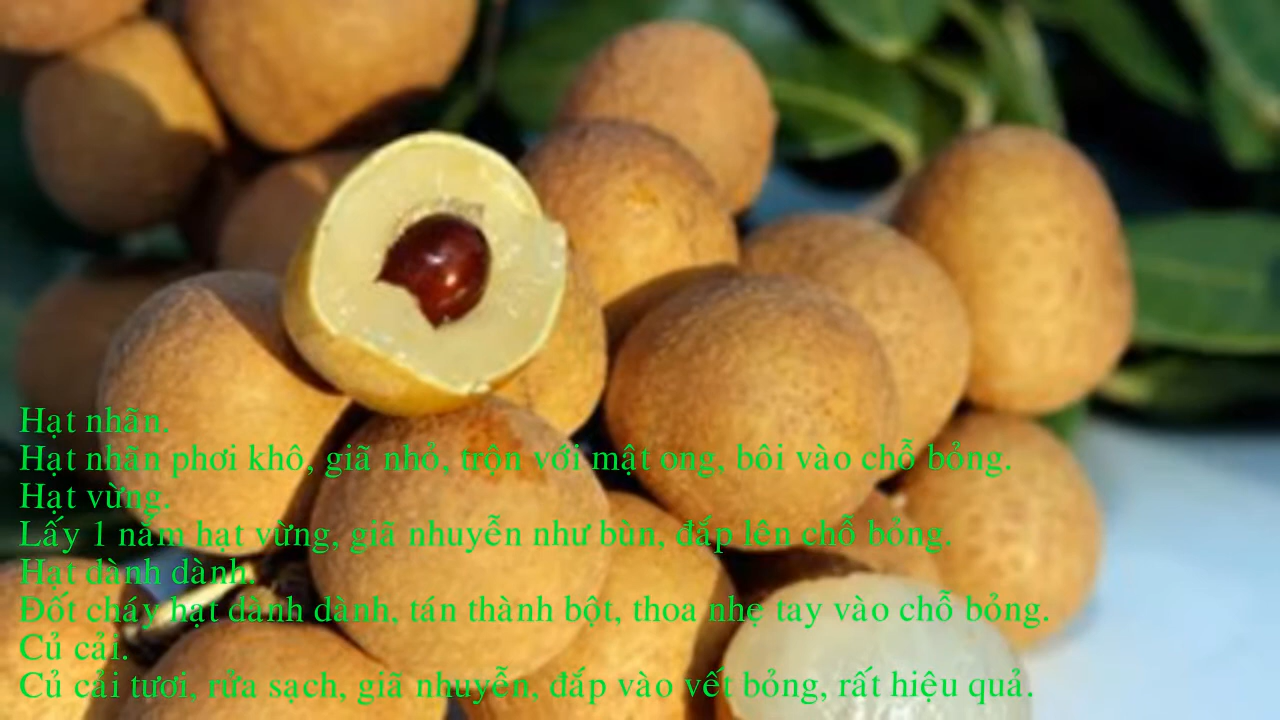 Hạt nhãn.
Hạt nhãn phơi khô, giã nhỏ, trộn với mật ong, bôi vào chỗ bỏng.
Hạt vừng.
Lấy 1 nắm hạt vừng, giã nhuyễn như bùn, đắp lên chỗ bỏng.
Hạt dành dành.
Đốt cháy hạt dành dành, tán thành bột, thoa nhẹ tay vào chỗ bỏng.
Củ cải.
Củ cải tươi, rửa sạch, giã nhuyễn, đắp vào vết bỏng, rất hiệu quả.